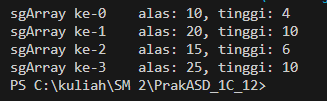 sgArray ke-0    alas: 10, tinggi: 4
sgArray ke-1    alas: 20, tinggi: 10
sgArray ke-2    alas: 15, tinggi: 6
sgArray ke-3    alas: 25, tinggi: 10
PS C:\kuliah\SM 2\PrakASD_1C_12>